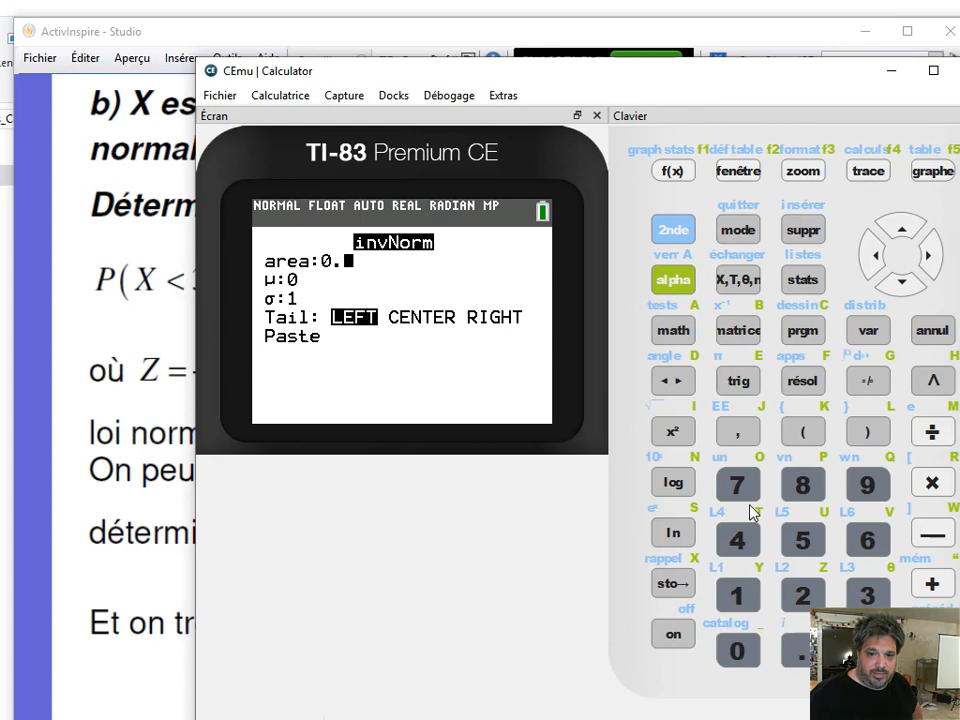 ActivInspire - Studio
Fichier Éditer Aperçu
CEmu | Calculator
Fichier Calculatrice Capture Docks Débogage Extras
Écran
Clavier
b) X es
normal
Déterm
P(X <
où Z =
loi norm
On peu
détermi
Et on tr
TI-83 Premium CE
NORMAL FLOAT AUTO REAL RADIAN MP
invNorm
area:0.
μ:0
σ:1
Tail: LEFT CENTER RIGHT
Paste
graph stats f1 déf table f2 format f3 calculs f4 table f5
f(x) fenêtre zoom trace graphe
quitter insérer
2nde mode suppr
verr A échanger listes
alpha X,T,θ,n stats
tests A x⁻¹ B dessin C distrib
math matrice prgm var annul
angle D π E apps F G H
◄ ► trig résol ^
I EE J { K } L e M
x² , ( ) ÷
10ˣ N un O vn P wn Q [ R
log 7 8 9 ×
eˣ S L4 T L5 U L6 V ] W
ln 4 5 6 —
rappel X L1 Y L2 Z L3 θ mém "
sto→ 1 2 3 +
off catalog _ i
on 0 .